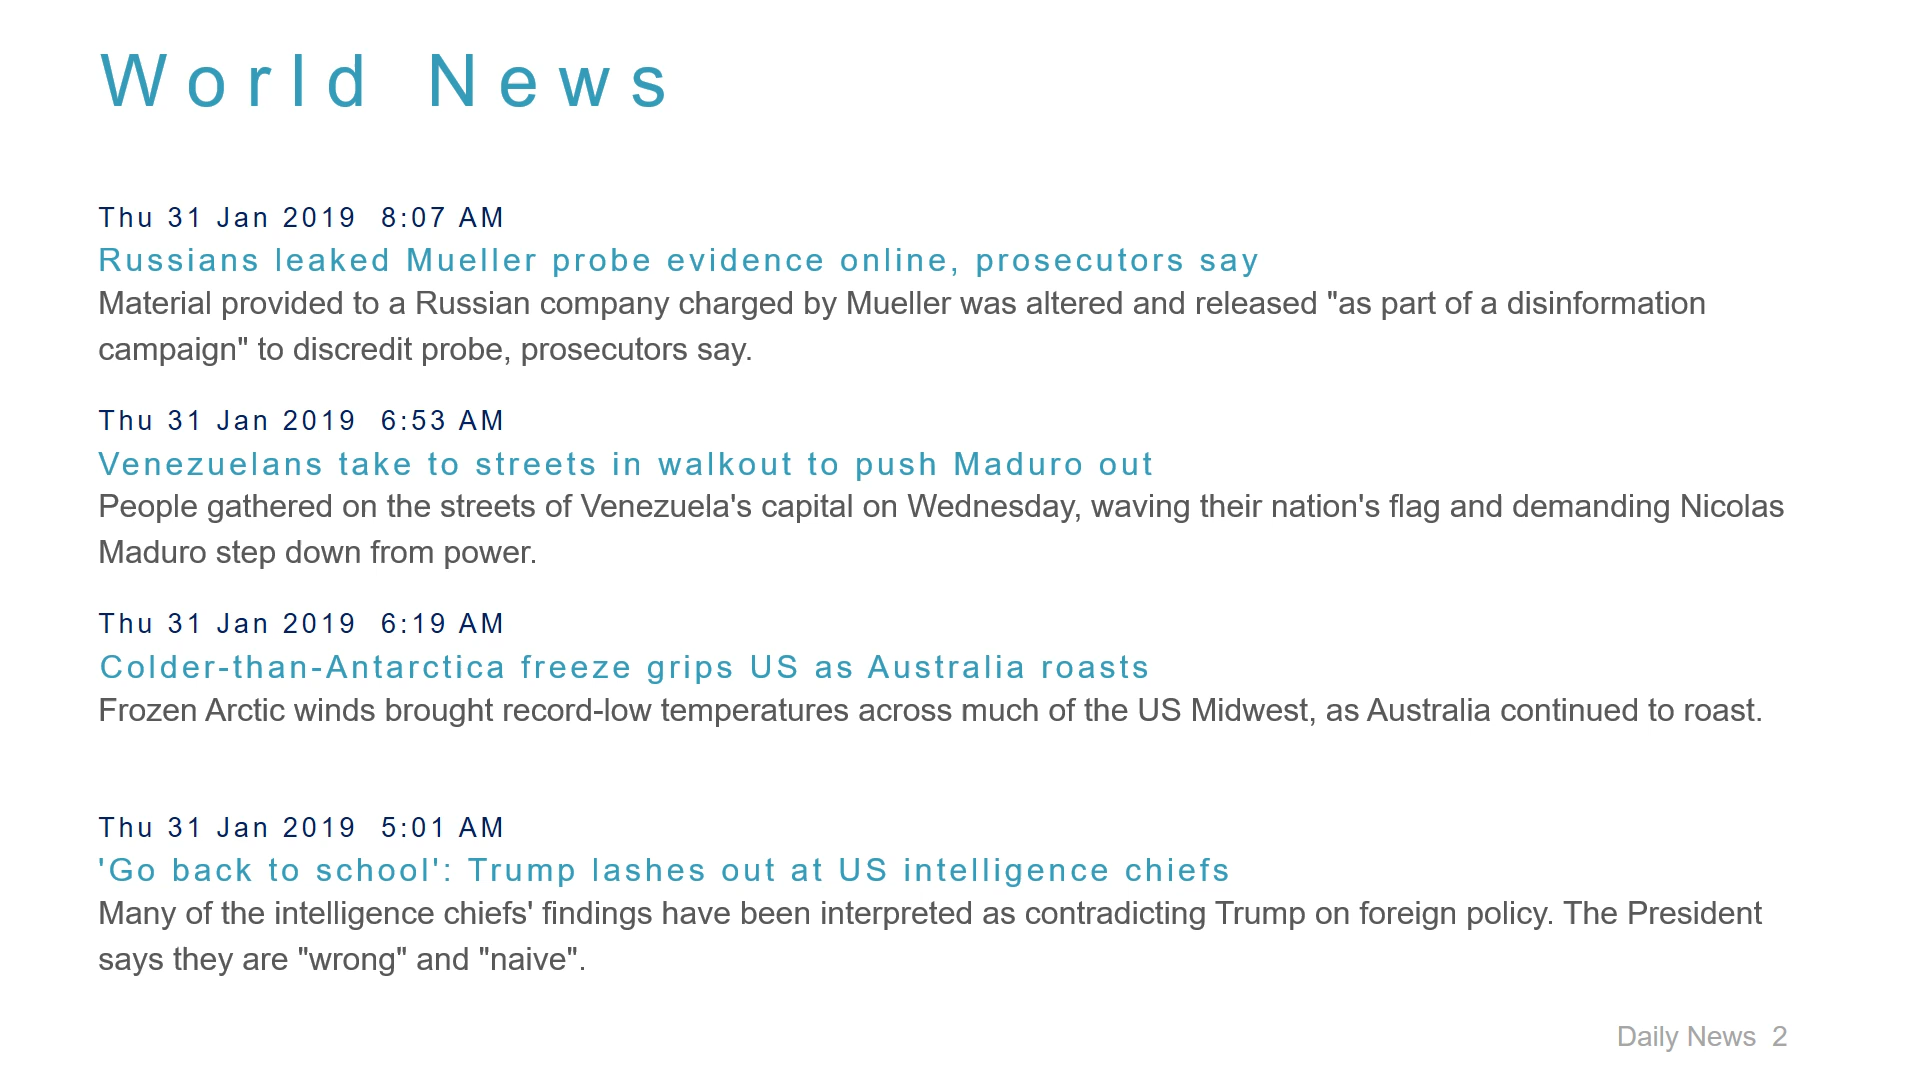 World News
Thu 31 Jan 2019 8:07 AM
Russians leaked Mueller probe evidence online, prosecutors say
Material provided to a Russian company charged by Mueller was altered and released "as part of a disinformation
campaign" to discredit probe, prosecutors say.
Thu 31 Jan 2019 6:53 AM
Venezuelans take to streets in walkout to push Maduro out
People gathered on the streets of Venezuela's capital on Wednesday, waving their nation's flag and demanding Nicolas
Maduro step down from power.
Thu 31 Jan 2019 6:19 AM
Colder-than-Antarctica freeze grips US as Australia roasts
Frozen Arctic winds brought record-low temperatures across much of the US Midwest, as Australia continued to roast.
Thu 31 Jan 2019 5:01 AM
'Go back to school': Trump lashes out at US intelligence chiefs
Many of the intelligence chiefs' findings have been interpreted as contradicting Trump on foreign policy. The President
says they are "wrong" and "naive".
Daily News 2